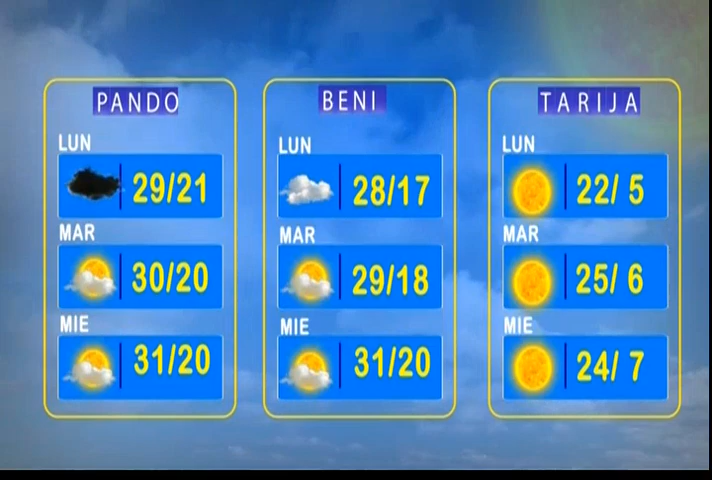 PANDO
LUN
29/21
MAR
30/20
MIE
31/20
BENI
LUN
28/17
MAR
29/18
MIE
31/20
TARIJA
LUN
22/ 5
MAR
25/ 6
MIE
24/ 7